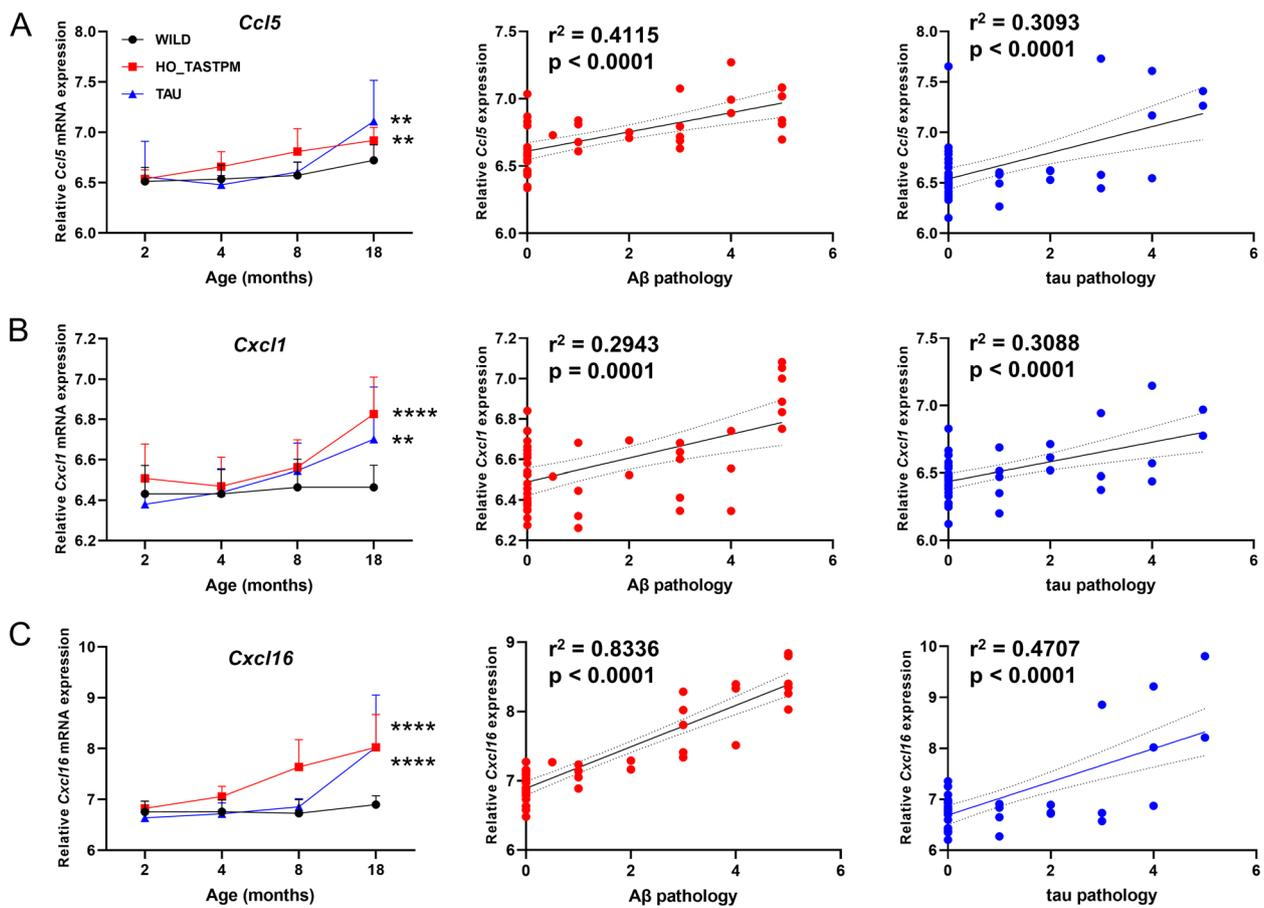 A
Ccl5
WILD
HO_TASTPM
TAU
Relative Ccl5 mRNA expression
8.0
7.5
7.0
6.5
6.0
**
**
2
4
8
18
Age (months)
r² = 0.4115
p < 0.0001
Relative Ccl5 expression
7.5
7.0
6.5
6.0
0
2
4
6
Aβ pathology
r² = 0.3093
p < 0.0001
Relative Ccl5 expression
8.0
7.5
7.0
6.5
6.0
0
2
4
6
tau pathology
B
Cxcl1
Relative Cxcl1 mRNA expression
7.2
7.0
6.8
6.6
6.4
6.2
****
**
2
4
8
18
Age (months)
r² = 0.2943
p = 0.0001
Relative Cxcl1 expression
7.2
7.0
6.8
6.6
6.4
6.2
0
2
4
6
Aβ pathology
r² = 0.3088
p < 0.0001
Relative Cxcl1 expression
7.5
7.0
6.5
6.0
0
2
4
6
tau pathology
C
Cxcl16
Relative Cxcl16 mRNA expression
10
9
8
7
6
****
****
2
4
8
18
Age (months)
r² = 0.8336
p < 0.0001
Relative Cxcl16 expression
9
8
7
6
0
2
4
6
Aβ pathology
r² = 0.4707
p < 0.0001
Relative Cxcl16 expression
10
9
8
7
6
0
2
4
6
tau pathology